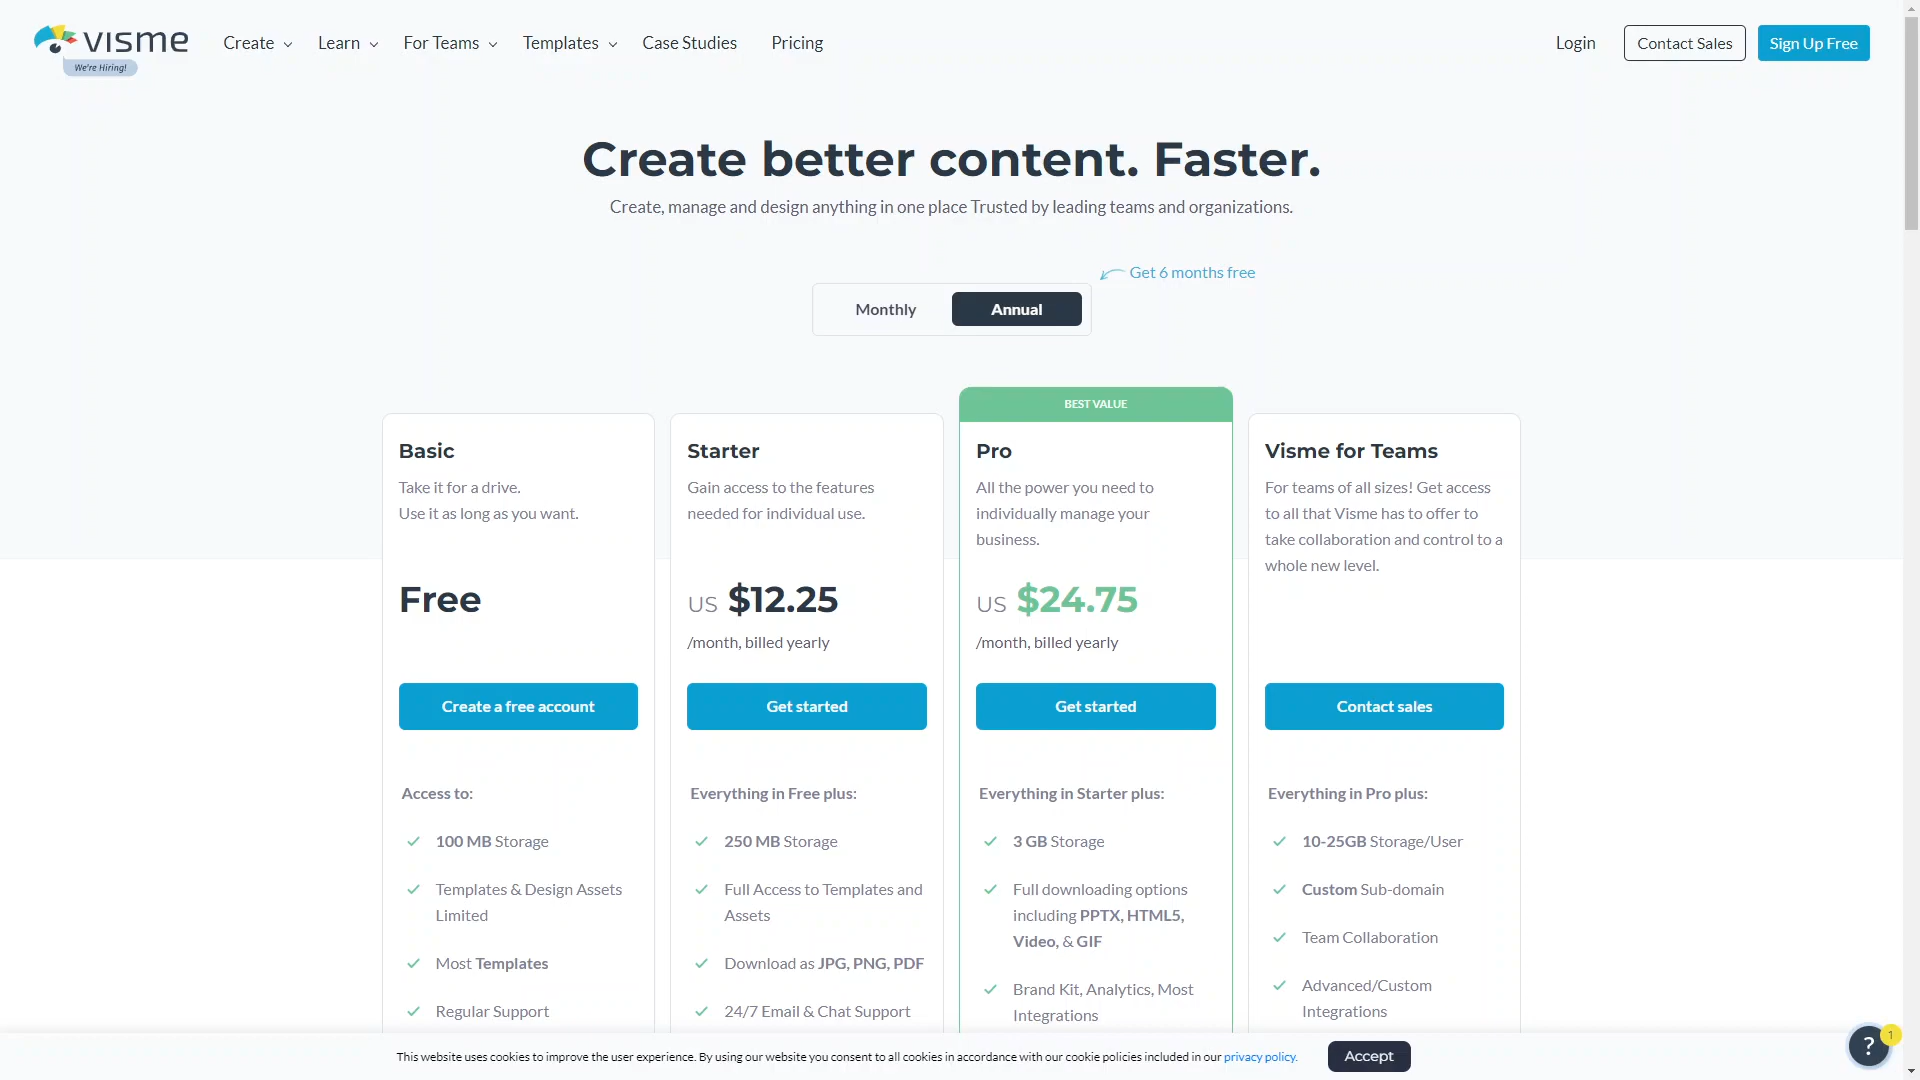 visme
We're Hiring!
Create
Learn
For Teams
Templates
Case Studies
Pricing
Login
Contact Sales
Sign Up Free
Create better content. Faster.
Create, manage and design anything in one place Trusted by leading teams and organizations.
Get 6 months free
Monthly
Annual
Basic
Take it for a drive.
Use it as long as you want.
Free
Create a free account
Access to:
100 MB Storage
Templates & Design Assets
Limited
Most Templates
Regular Support
Starter
Gain access to the features
needed for individual use.
US $12.25
/month, billed yearly
Get started
Everything in Free plus:
250 MB Storage
Full Access to Templates and
Assets
Download as JPG, PNG, PDF
24/7 Email & Chat Support
BEST VALUE
Pro
All the power you need to
individually manage your
business.
US $24.75
/month, billed yearly
Get started
Everything in Starter plus:
3 GB Storage
Full downloading options
including PPTX, HTML5,
Video, & GIF
Brand Kit, Analytics, Most
Integrations
Visme for Teams
For teams of all sizes! Get access
to all that Visme has to offer to
take collaboration and control to a
whole new level.
Contact sales
Everything in Pro plus:
10-25GB Storage/User
Custom Sub-domain
Team Collaboration
Advanced/Custom
Integrations
This website uses cookies to improve the user experience. By using our website you consent to all cookies in accordance with our cookie policies included in our privacy policy.
Accept
?
1